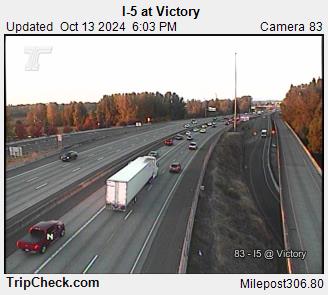 I-5 at Victory
Updated  Oct 13 2024  6:03 PM
Camera 83
N
83 - I5 @ Victory
TripCheck.com
Milepost306.80